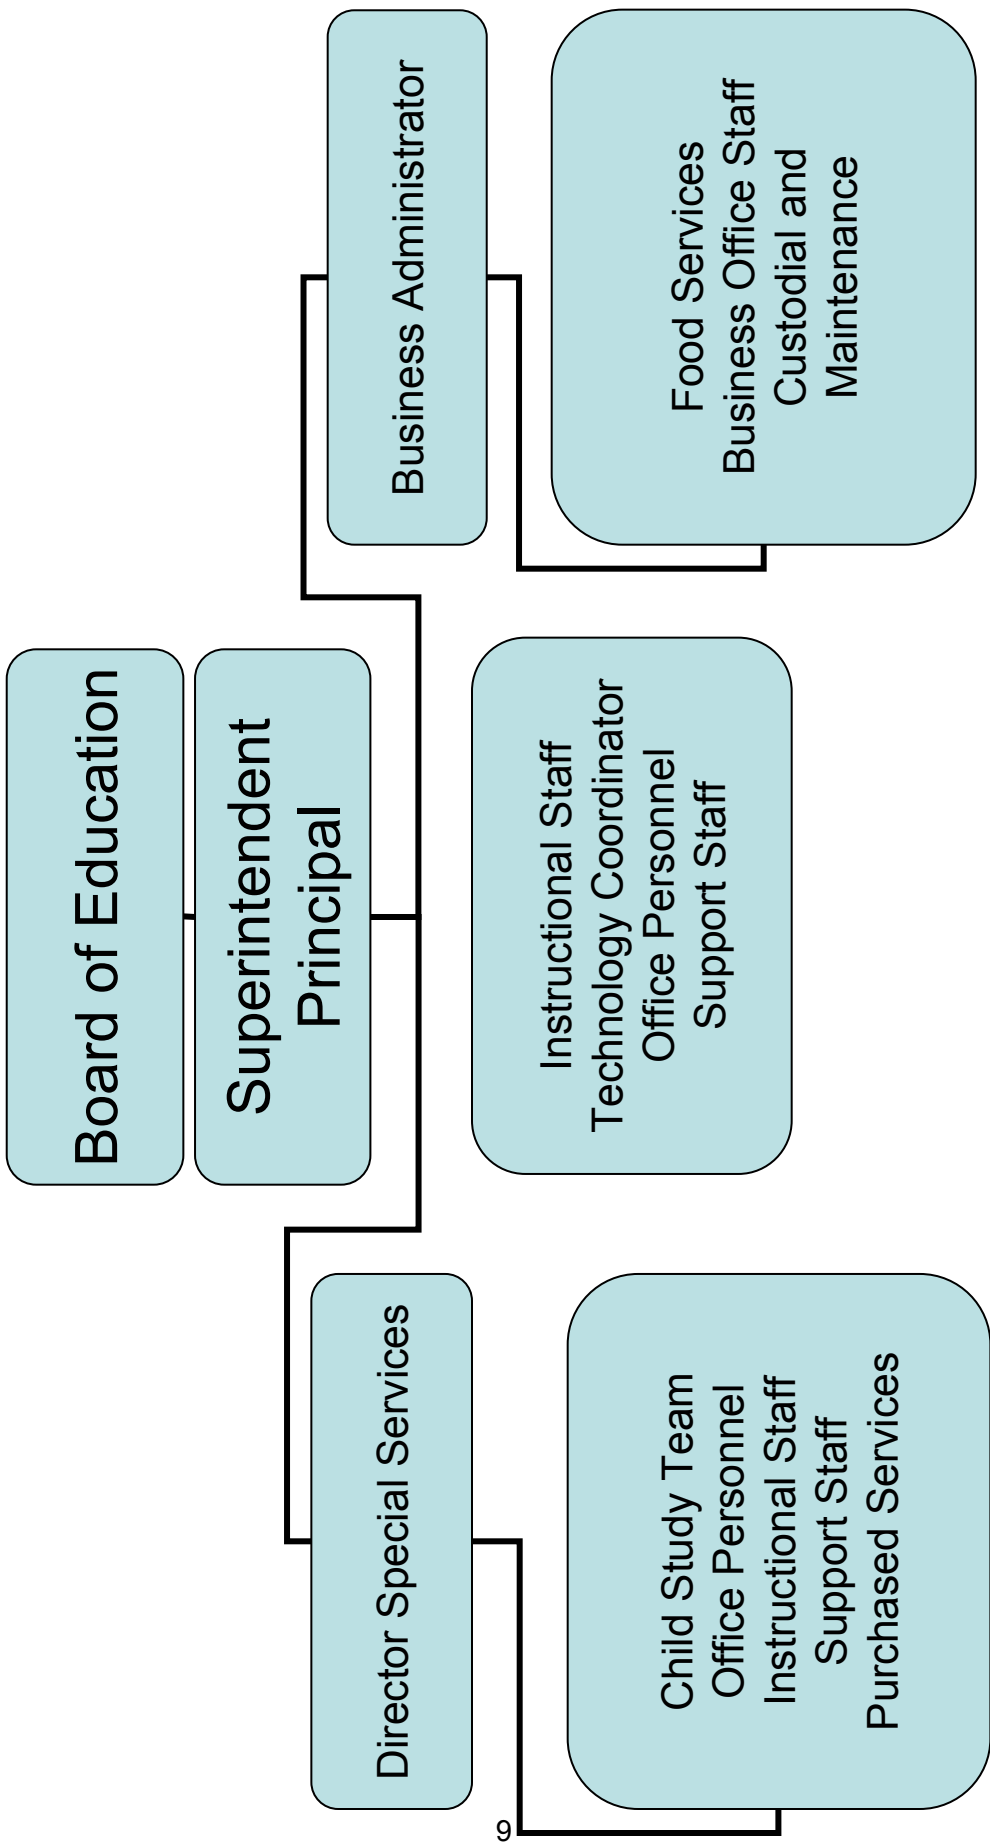 Board of Education
Superintendent
Principal
Director Special Services
Business Administrator
Child Study Team
Office Personnel
Instructional Staff
Support Staff
Purchased Services
Instructional Staff
Technology Coordinator
Office Personnel
Support Staff
Food Services
Business Office Staff
Custodial and
Maintenance
9